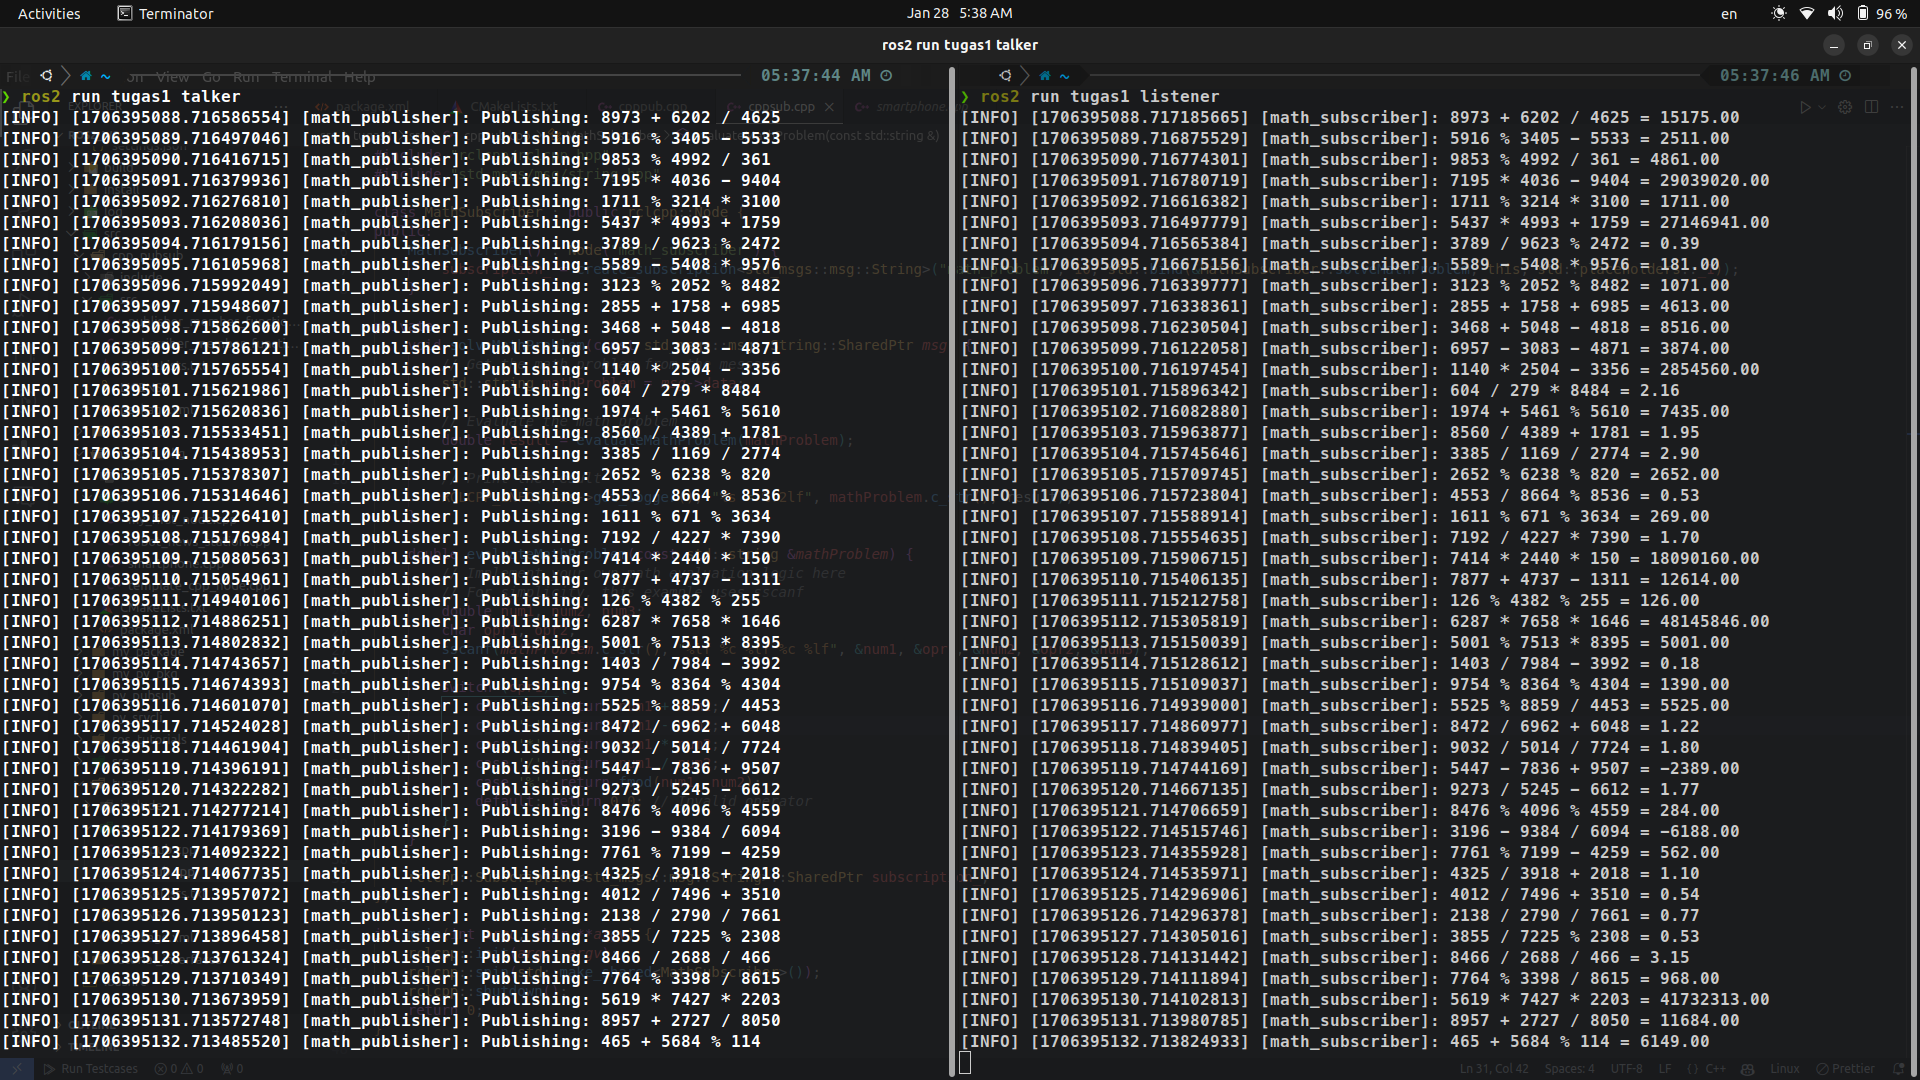 Activities Terminator Jan 28 5:38 AM en 96 %
ros2 run tugas1 talker
File View Go Run Terminal Help
~ 05:37:44 AM
❯ ros2 run tugas1 talker
[INFO] [1706395088.716586554] [math_publisher]: Publishing: 8973 + 6202 / 4625
[INFO] [1706395089.716497046] [math_publisher]: Publishing: 5916 % 3405 - 5533
[INFO] [1706395090.716416715] [math_publisher]: Publishing: 9853 % 4992 / 361
[INFO] [1706395091.716379936] [math_publisher]: Publishing: 7195 * 4036 - 9404
[INFO] [1706395092.716276810] [math_publisher]: Publishing: 1711 % 3214 * 3100
[INFO] [1706395093.716208036] [math_publisher]: Publishing: 5437 * 4993 + 1759
[INFO] [1706395094.716179156] [math_publisher]: Publishing: 3789 / 9623 % 2472
[INFO] [1706395095.716105968] [math_publisher]: Publishing: 5589 - 5408 * 9576
[INFO] [1706395096.715992049] [math_publisher]: Publishing: 3123 % 2052 % 8482
[INFO] [1706395097.715948607] [math_publisher]: Publishing: 2855 + 1758 + 6985
[INFO] [1706395098.715862600] [math_publisher]: Publishing: 3468 + 5048 - 4818
[INFO] [1706395099.715786121] [math_publisher]: Publishing: 6957 - 3083 - 4871
[INFO] [1706395100.715765554] [math_publisher]: Publishing: 1140 * 2504 - 3356
[INFO] [1706395101.715621986] [math_publisher]: Publishing: 604 / 279 * 8484
[INFO] [1706395102.715620836] [math_publisher]: Publishing: 1974 + 5461 % 5610
[INFO] [1706395103.715533451] [math_publisher]: Publishing: 8560 / 4389 + 1781
[INFO] [1706395104.715438953] [math_publisher]: Publishing: 3385 / 1169 / 2774
[INFO] [1706395105.715378307] [math_publisher]: Publishing: 2652 % 6238 % 820
[INFO] [1706395106.715314646] [math_publisher]: Publishing: 4553 / 8664 % 8536
[INFO] [1706395107.715226410] [math_publisher]: Publishing: 1611 % 671 % 3634
[INFO] [1706395108.715176984] [math_publisher]: Publishing: 7192 / 4227 * 7390
[INFO] [1706395109.715080563] [math_publisher]: Publishing: 7414 * 2440 * 150
[INFO] [1706395110.715054961] [math_publisher]: Publishing: 7877 + 4737 - 1311
[INFO] [1706395111.714940106] [math_publisher]: Publishing: 126 % 4382 % 255
[INFO] [1706395112.714886251] [math_publisher]: Publishing: 6287 * 7658 * 1646
[INFO] [1706395113.714802832] [math_publisher]: Publishing: 5001 % 7513 * 8395
[INFO] [1706395114.714743657] [math_publisher]: Publishing: 1403 / 7984 - 3992
[INFO] [1706395115.714674393] [math_publisher]: Publishing: 9754 % 8364 % 4304
[INFO] [1706395116.714601070] [math_publisher]: Publishing: 5525 % 8859 / 4453
[INFO] [1706395117.714524028] [math_publisher]: Publishing: 8472 / 6962 + 6048
[INFO] [1706395118.714461904] [math_publisher]: Publishing: 9032 / 5014 / 7724
[INFO] [1706395119.714396191] [math_publisher]: Publishing: 5447 - 7836 + 9507
[INFO] [1706395120.714322282] [math_publisher]: Publishing: 9273 / 5245 - 6612
[INFO] [1706395121.714277214] [math_publisher]: Publishing: 8476 % 4096 % 4559
[INFO] [1706395122.714179369] [math_publisher]: Publishing: 3196 - 9384 / 6094
[INFO] [1706395123.714092322] [math_publisher]: Publishing: 7761 % 7199 - 4259
[INFO] [1706395124.714067735] [math_publisher]: Publishing: 4325 / 3918 + 2018
[INFO] [1706395125.713957072] [math_publisher]: Publishing: 4012 / 7496 + 3510
[INFO] [1706395126.713950123] [math_publisher]: Publishing: 2138 / 2790 / 7661
[INFO] [1706395127.713896458] [math_publisher]: Publishing: 3855 / 7225 % 2308
[INFO] [1706395128.713761324] [math_publisher]: Publishing: 8466 / 2688 / 466
[INFO] [1706395129.713710349] [math_publisher]: Publishing: 7764 % 3398 / 8615
[INFO] [1706395130.713673959] [math_publisher]: Publishing: 5619 * 7427 * 2203
[INFO] [1706395131.713572748] [math_publisher]: Publishing: 8957 + 2727 / 8050
[INFO] [1706395132.713485520] [math_publisher]: Publishing: 465 + 5684 % 114
~ 05:37:46 AM
❯ ros2 run tugas1 listener
[INFO] [1706395088.717185665] [math_subscriber]: 8973 + 6202 / 4625 = 15175.00
[INFO] [1706395089.716875529] [math_subscriber]: 5916 % 3405 - 5533 = 2511.00
[INFO] [1706395090.716774301] [math_subscriber]: 9853 % 4992 / 361 = 4861.00
[INFO] [1706395091.716780719] [math_subscriber]: 7195 * 4036 - 9404 = 29039020.00
[INFO] [1706395092.716616382] [math_subscriber]: 1711 % 3214 * 3100 = 1711.00
[INFO] [1706395093.716497779] [math_subscriber]: 5437 * 4993 + 1759 = 27146941.00
[INFO] [1706395094.716565384] [math_subscriber]: 3789 / 9623 % 2472 = 0.39
[INFO] [1706395095.716675156] [math_subscriber]: 5589 - 5408 * 9576 = 181.00
[INFO] [1706395096.716339777] [math_subscriber]: 3123 % 2052 % 8482 = 1071.00
[INFO] [1706395097.716338361] [math_subscriber]: 2855 + 1758 + 6985 = 4613.00
[INFO] [1706395098.716230504] [math_subscriber]: 3468 + 5048 - 4818 = 8516.00
[INFO] [1706395099.716122058] [math_subscriber]: 6957 - 3083 - 4871 = 3874.00
[INFO] [1706395100.716197454] [math_subscriber]: 1140 * 2504 - 3356 = 2854560.00
[INFO] [1706395101.715896342] [math_subscriber]: 604 / 279 * 8484 = 2.16
[INFO] [1706395102.716082880] [math_subscriber]: 1974 + 5461 % 5610 = 7435.00
[INFO] [1706395103.715963877] [math_subscriber]: 8560 / 4389 + 1781 = 1.95
[INFO] [1706395104.715745646] [math_subscriber]: 3385 / 1169 / 2774 = 2.90
[INFO] [1706395105.715709745] [math_subscriber]: 2652 % 6238 % 820 = 2652.00
[INFO] [1706395106.715723804] [math_subscriber]: 4553 / 8664 % 8536 = 0.53
[INFO] [1706395107.715588914] [math_subscriber]: 1611 % 671 % 3634 = 269.00
[INFO] [1706395108.715554635] [math_subscriber]: 7192 / 4227 * 7390 = 1.70
[INFO] [1706395109.715906715] [math_subscriber]: 7414 * 2440 * 150 = 18090160.00
[INFO] [1706395110.715406135] [math_subscriber]: 7877 + 4737 - 1311 = 12614.00
[INFO] [1706395111.715212758] [math_subscriber]: 126 % 4382 % 255 = 126.00
[INFO] [1706395112.715305819] [math_subscriber]: 6287 * 7658 * 1646 = 48145846.00
[INFO] [1706395113.715150039] [math_subscriber]: 5001 % 7513 * 8395 = 5001.00
[INFO] [1706395114.715128612] [math_subscriber]: 1403 / 7984 - 3992 = 0.18
[INFO] [1706395115.715109037] [math_subscriber]: 9754 % 8364 % 4304 = 1390.00
[INFO] [1706395116.714939000] [math_subscriber]: 5525 % 8859 / 4453 = 5525.00
[INFO] [1706395117.714860977] [math_subscriber]: 8472 / 6962 + 6048 = 1.22
[INFO] [1706395118.714839405] [math_subscriber]: 9032 / 5014 / 7724 = 1.80
[INFO] [1706395119.714744169] [math_subscriber]: 5447 - 7836 + 9507 = -2389.00
[INFO] [1706395120.714667135] [math_subscriber]: 9273 / 5245 - 6612 = 1.77
[INFO] [1706395121.714706659] [math_subscriber]: 8476 % 4096 % 4559 = 284.00
[INFO] [1706395122.714515746] [math_subscriber]: 3196 - 9384 / 6094 = -6188.00
[INFO] [1706395123.714355928] [math_subscriber]: 7761 % 7199 - 4259 = 562.00
[INFO] [1706395124.714535971] [math_subscriber]: 4325 / 3918 + 2018 = 1.10
[INFO] [1706395125.714296906] [math_subscriber]: 4012 / 7496 + 3510 = 0.54
[INFO] [1706395126.714296378] [math_subscriber]: 2138 / 2790 / 7661 = 0.77
[INFO] [1706395127.714305016] [math_subscriber]: 3855 / 7225 % 2308 = 0.53
[INFO] [1706395128.714131442] [math_subscriber]: 8466 / 2688 / 466 = 3.15
[INFO] [1706395129.714111894] [math_subscriber]: 7764 % 3398 / 8615 = 968.00
[INFO] [1706395130.714102813] [math_subscriber]: 5619 * 7427 * 2203 = 41732313.00
[INFO] [1706395131.713980785] [math_subscriber]: 8957 + 2727 / 8050 = 11684.00
[INFO] [1706395132.713824933] [math_subscriber]: 465 + 5684 % 114 = 6149.00
Run Testcases 0 0 0 Ln 31, Col 42 Spaces: 4 UTF-8 LF C++ Linux Prettier